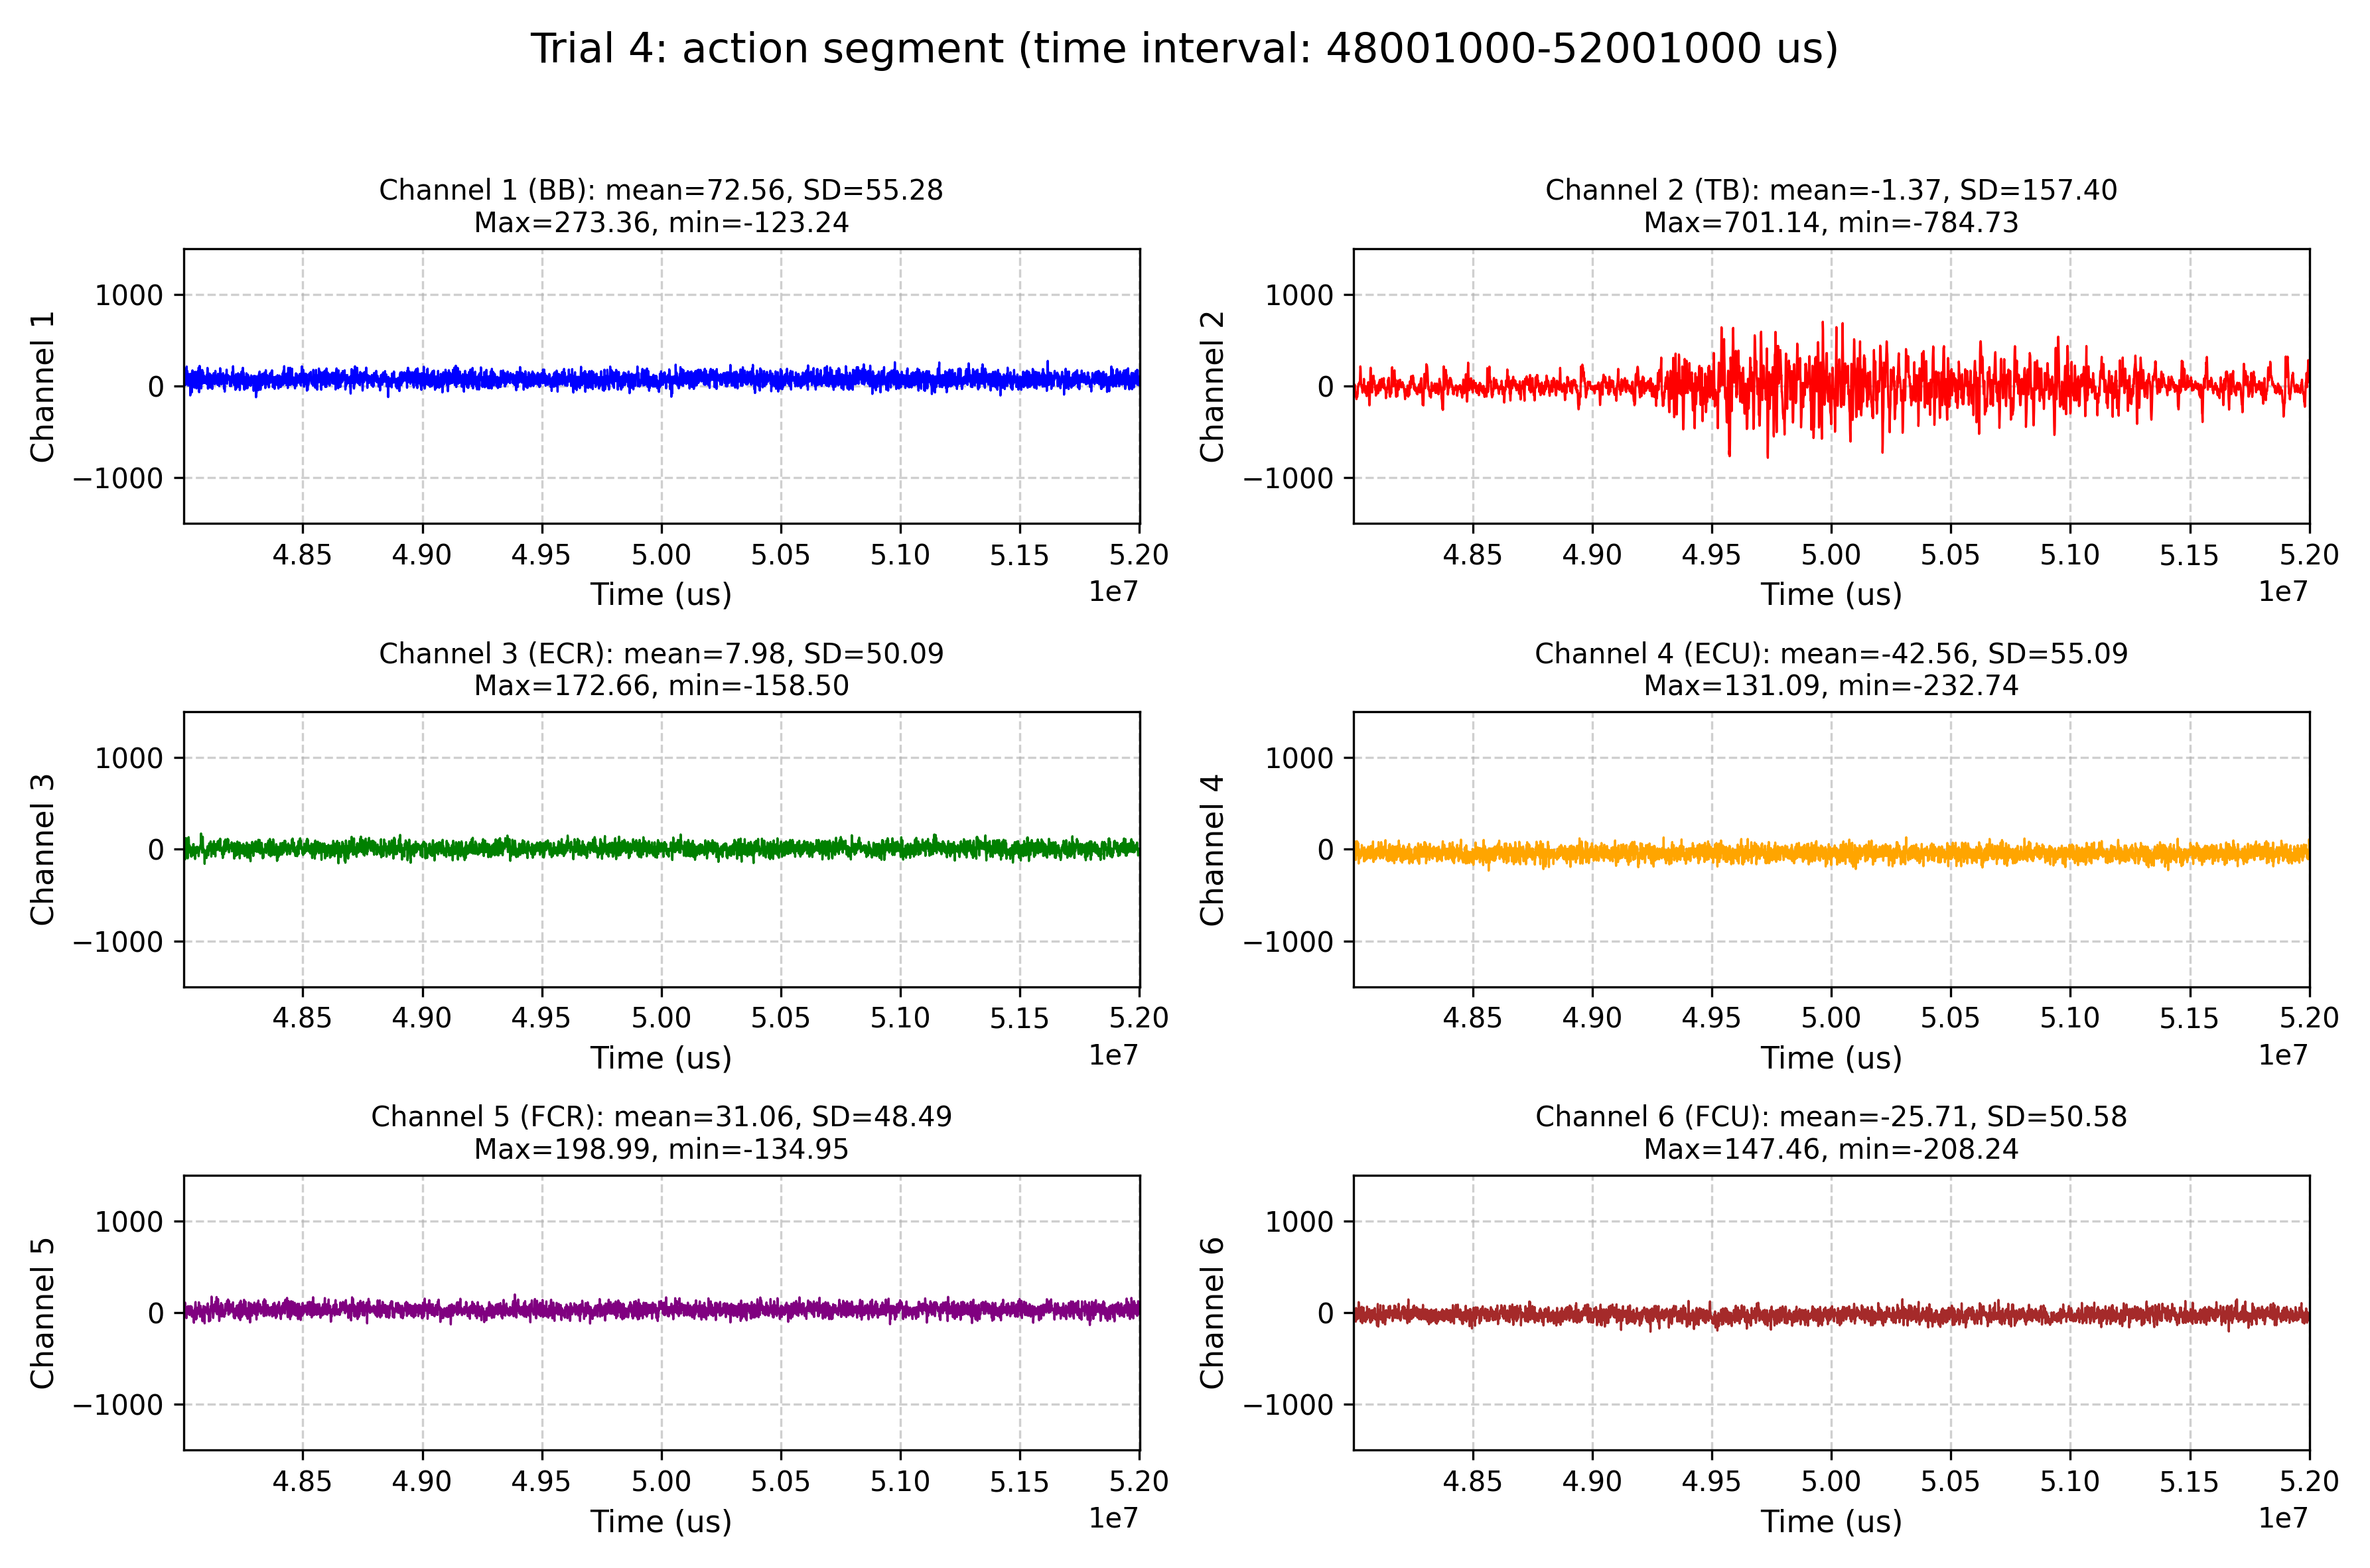 Trial 4: action segment (time interval: 48001000-52001000 us)
Channel 1 (BB): mean=72.56, SD=55.28
Max=273.36, min=-123.24
Channel 1
1000
0
−1000
4.85 4.90 4.95 5.00 5.05 5.10 5.15 5.20
Time (us)
1e7
Channel 2 (TB): mean=-1.37, SD=157.40
Max=701.14, min=-784.73
Channel 2
1000
0
−1000
4.85 4.90 4.95 5.00 5.05 5.10 5.15 5.20
Time (us)
1e7
Channel 3 (ECR): mean=7.98, SD=50.09
Max=172.66, min=-158.50
Channel 3
1000
0
−1000
4.85 4.90 4.95 5.00 5.05 5.10 5.15 5.20
Time (us)
1e7
Channel 4 (ECU): mean=-42.56, SD=55.09
Max=131.09, min=-232.74
Channel 4
1000
0
−1000
4.85 4.90 4.95 5.00 5.05 5.10 5.15 5.20
Time (us)
1e7
Channel 5 (FCR): mean=31.06, SD=48.49
Max=198.99, min=-134.95
Channel 5
1000
0
−1000
4.85 4.90 4.95 5.00 5.05 5.10 5.15 5.20
Time (us)
1e7
Channel 6 (FCU): mean=-25.71, SD=50.58
Max=147.46, min=-208.24
Channel 6
1000
0
−1000
4.85 4.90 4.95 5.00 5.05 5.10 5.15 5.20
Time (us)
1e7